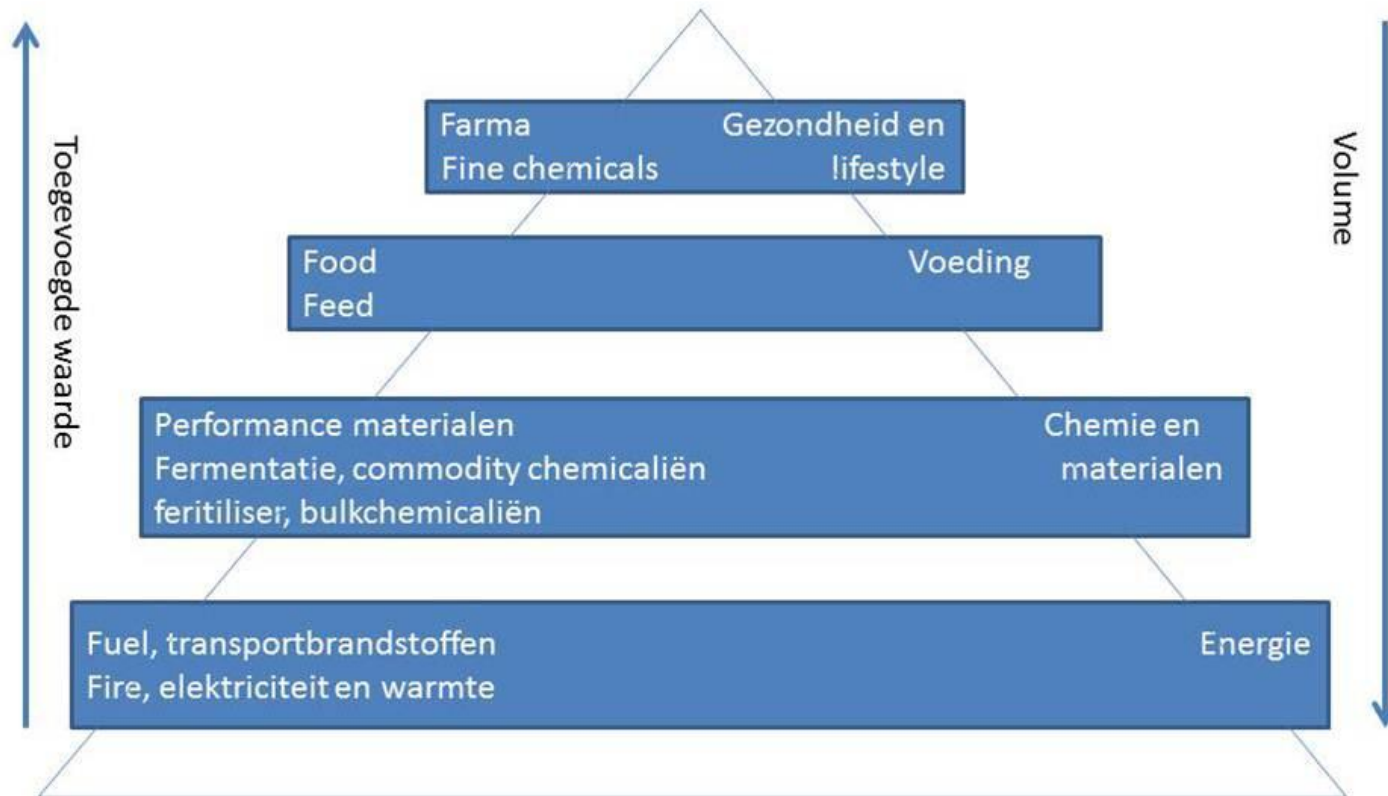 Toegevoegde waarde
Farma
Fine chemicals
Gezondheid en
lifestyle
Food
Feed
Voeding
Performance materialen
Fermentatie, commodity chemicaliën
feritiliser, bulkchemicaliën
Chemie en
materialen
Fuel, transportbrandstoffen
Fire, elektriciteit en warmte
Energie
Volume